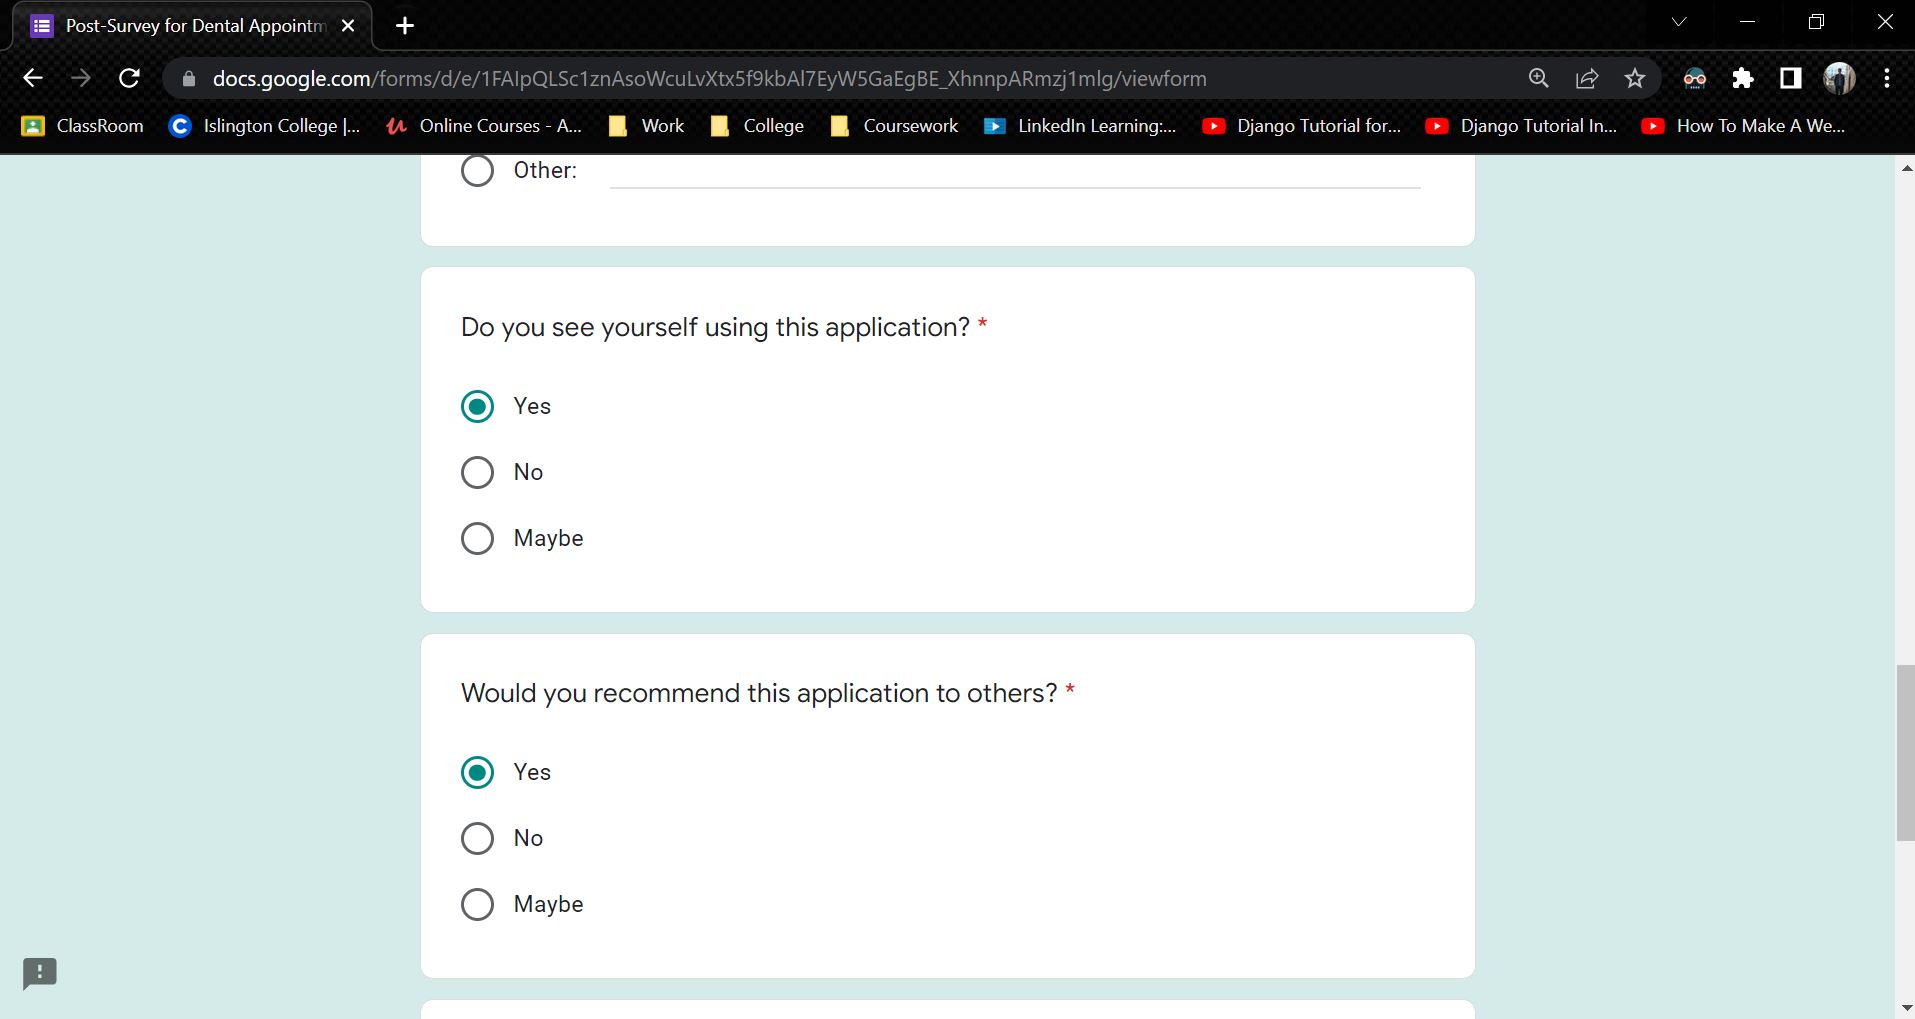 Post-Survey for Dental Appointm
docs.google.com/forms/d/e/1FAIpQLSc1znAsoWcuLvXtx5f9kbAl7EyW5GaEgBE_XhnnpARmzj1mlg/viewform
ClassRoom Islington College |... Online Courses - A... Work College Coursework LinkedIn Learning:... Django Tutorial for... Django Tutorial In... How To Make A We...
Other:
Do you see yourself using this application? *
Yes
No
Maybe
Would you recommend this application to others? *
Yes
No
Maybe